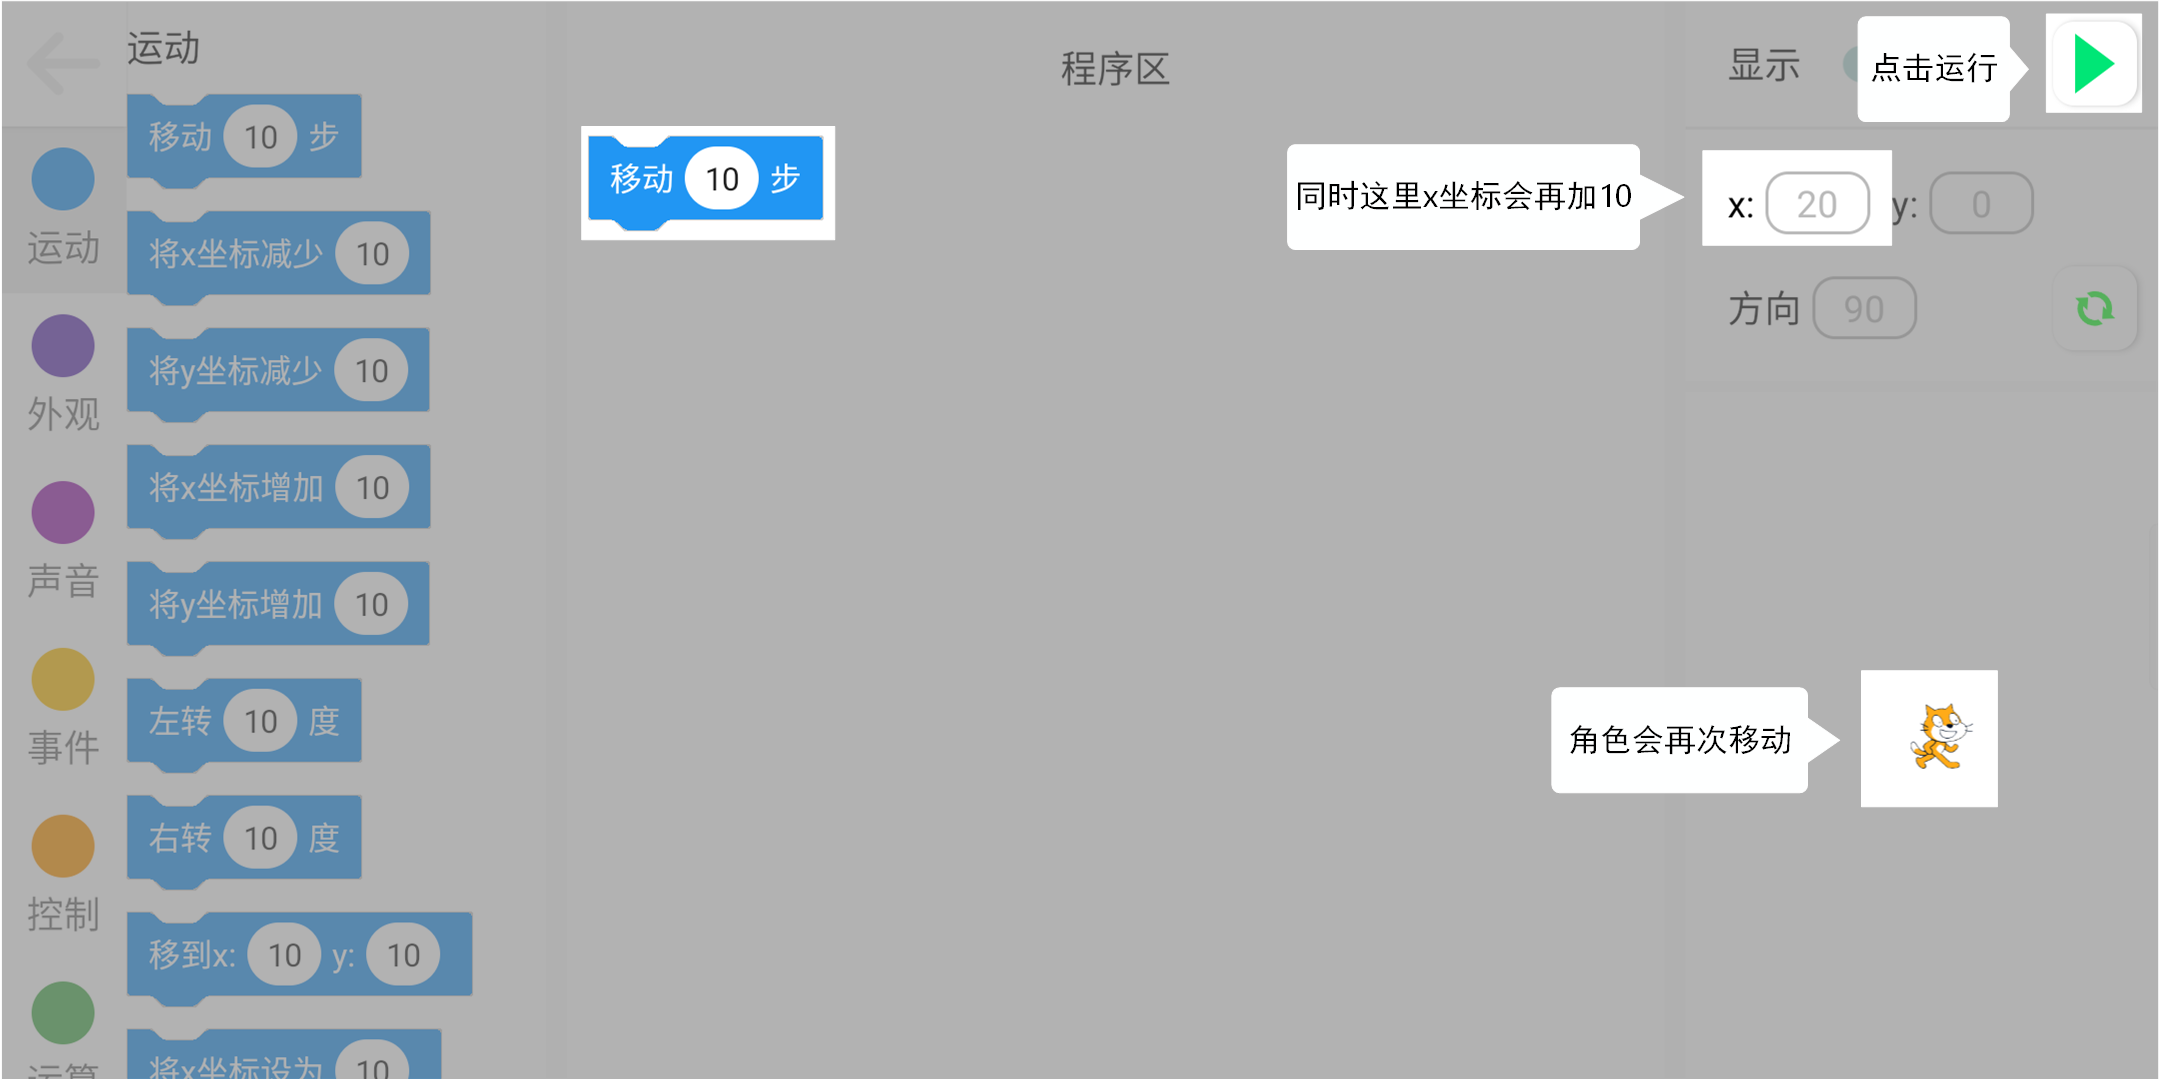 运动
程序区
显示
点击运行
运动
外观
声音
事件
控制
运算
移动 10 步
将x坐标减少 10
将y坐标减少 10
将x坐标增加 10
将y坐标增加 10
左转 10 度
右转 10 度
移到x: 10 y: 10
将x坐标设为 10
移动 10 步
同时这里x坐标会再加10
x: 20 y: 0
方向 90
角色会再次移动